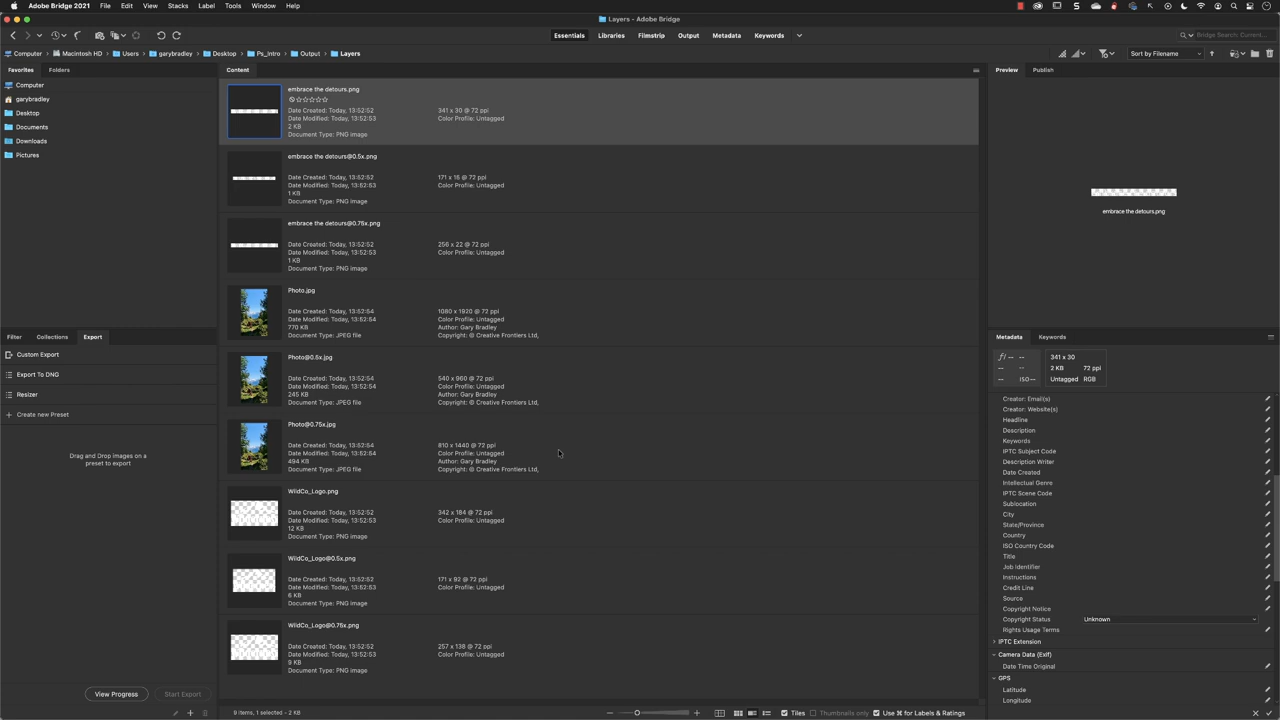 Adobe Bridge 2021 File Edit View Stacks Label Tools Window Help
Layers - Adobe Bridge
Essentials Libraries Filmstrip Output Metadata Keywords
Bridge Search: Current...
Computer Macintosh HD Users garybradley Desktop Ps_Intro Output Layers
Sort by Filename
Favorites Folders
Computer
garybradley
Desktop
Documents
Downloads
Pictures
Filter Collections Export
Custom Export
Export To DNG
Resizer
Create new Preset
Drag and Drop images on a
preset to export
View Progress Start Export
Content
embrace the detours.png
Date Created: Today, 13:52:52 341 x 30 @ 72 ppi
Date Modified: Today, 13:52:53 Color Profile: Untagged
2 KB
Document Type: PNG image
embrace the detours@0.5x.png
Date Created: Today, 13:52:52 171 x 16 @ 72 ppi
Date Modified: Today, 13:52:53 Color Profile: Untagged
1 KB
Document Type: PNG image
embrace the detours@0.75x.png
Date Created: Today, 13:52:52 256 x 22 @ 72 ppi
Date Modified: Today, 13:52:53 Color Profile: Untagged
1 KB
Document Type: PNG image
Photo.jpg
Date Created: Today, 13:52:54 1080 x 1920 @ 72 ppi
Date Modified: Today, 13:52:54 Color Profile: Untagged
770 KB Author: Gary Bradley
Document Type: JPEG file Copyright: © Creative Frontiers Ltd,
Photo@0.5x.jpg
Date Created: Today, 13:52:54 540 x 960 @ 72 ppi
Date Modified: Today, 13:52:54 Color Profile: Untagged
245 KB Author: Gary Bradley
Document Type: JPEG file Copyright: © Creative Frontiers Ltd,
Photo@0.75x.jpg
Date Created: Today, 13:52:54 810 x 1440 @ 72 ppi
Date Modified: Today, 13:52:54 Color Profile: Untagged
494 KB Author: Gary Bradley
Document Type: JPEG file Copyright: © Creative Frontiers Ltd,
WildCo_Logo.png
Date Created: Today, 13:52:52 342 x 184 @ 72 ppi
Date Modified: Today, 13:52:53 Color Profile: Untagged
12 KB
Document Type: PNG image
WildCo_Logo@0.5x.png
Date Created: Today, 13:52:52 171 x 92 @ 72 ppi
Date Modified: Today, 13:52:53 Color Profile: Untagged
6 KB
Document Type: PNG image
WildCo_Logo@0.75x.png
Date Created: Today, 13:52:52 257 x 138 @ 72 ppi
Date Modified: Today, 13:52:53 Color Profile: Untagged
9 KB
Document Type: PNG image
9 items, 1 selected - 2 KB
Tiles Thumbnails only Use ⌘ for Labels & Ratings
Preview Publish
embrace the detours.png
Metadata Keywords
ƒ/ -- -- 341 x 30
-- -- 2 KB 72 ppi
-- ISO-- Untagged RGB
Creator: Email(s)
Creator: Website(s)
Headline
Description
Keywords
IPTC Subject Code
Description Writer
Date Created
Intellectual Genre
IPTC Scene Code
Sublocation
City
State/Province
Country
ISO Country Code
Title
Job Identifier
Instructions
Credit Line
Source
Copyright Notice
Copyright Status Unknown
Rights Usage Terms
IPTC Extension
Camera Data (Exif)
Date Time Original
GPS
Latitude
Longitude